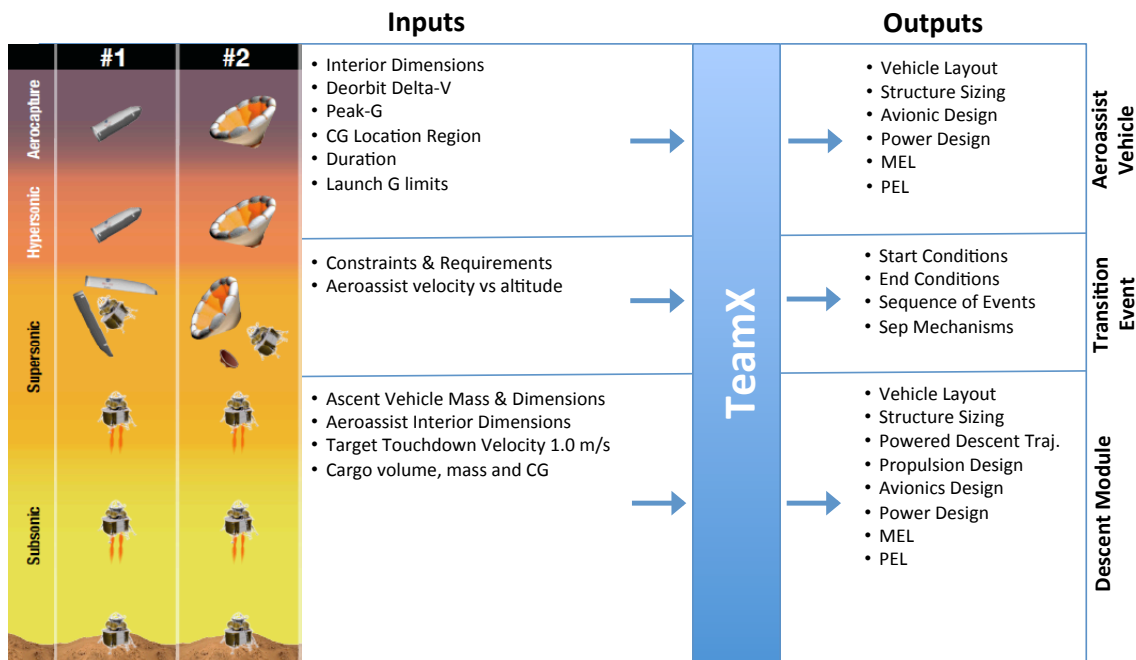 Inputs
Outputs
#1
#2
Aerocapture
Hypersonic
Supersonic
Subsonic
• Interior Dimensions
• Deorbit Delta-V
• Peak-G
• CG Location Region
• Duration
• Launch G limits
• Constraints & Requirements
• Aeroassist velocity vs altitude
• Ascent Vehicle Mass & Dimensions
• Aeroassist Interior Dimensions
• Target Touchdown Velocity 1.0 m/s
• Cargo volume, mass and CG
TeamX
• Vehicle Layout
• Structure Sizing
• Avionic Design
• Power Design
• MEL
• PEL
• Start Conditions
• End Conditions
• Sequence of Events
• Sep Mechanisms
• Vehicle Layout
• Structure Sizing
• Powered Descent Traj.
• Propulsion Design
• Avionics Design
• Power Design
• MEL
• PEL
Aeroassist
Vehicle
Transition
Event
Descent Module